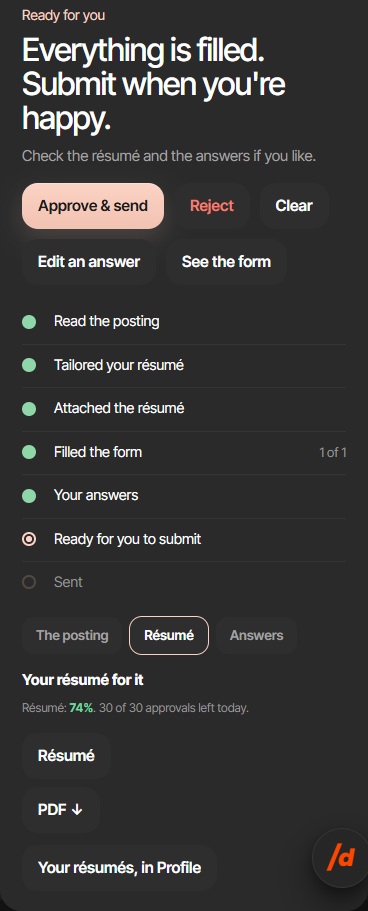 Ready for you
Everything is filled.
Submit when you're
happy.
Check the résumé and the answers if you like.
Approve & send
Reject
Clear
Edit an answer
See the form
Read the posting
Tailored your résumé
Attached the résumé
Filled the form
1 of 1
Your answers
Ready for you to submit
Sent
The posting
Résumé
Answers
Your résumé for it
Résumé: 74%. 30 of 30 approvals left today.
Résumé
PDF ↓
/d
Your résumés, in Profile